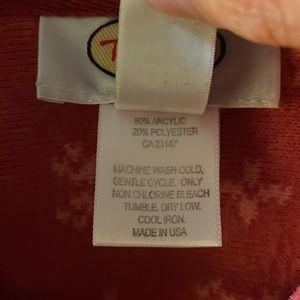 80% ARCYLIC
20% POLYESTER
CA 23147
MACHINE WASH COLD,
GENTLE CYCLE. ONLY
NON CHLORINE BLEACH
TUMBLE. DRY LOW.
COOL IRON.
MADE IN USA